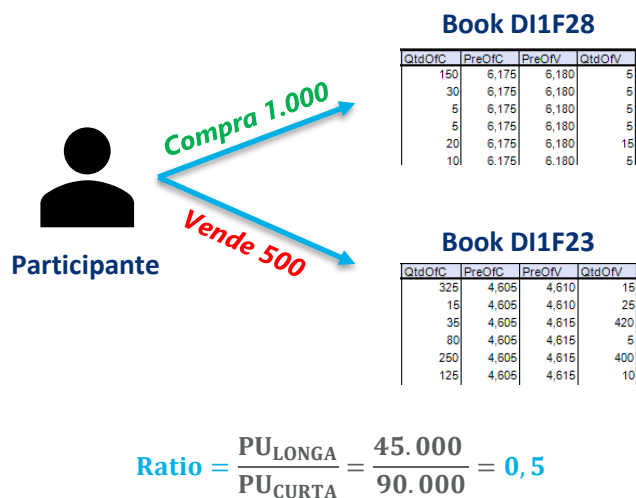 Book DI1F28
QtdOfC PreOfC PreOfV QtdOfV
150 6,175 6,180 5
30 6,175 6,180 5
5 6,175 6,180 5
5 6,175 6,180 5
20 6,175 6,180 15
10 6,175 6,180 5
Compra 1.000
Participante
Vende 500
Book DI1F23
QtdOfC PreOfC PreOfV QtdOfV
325 4,605 4,610 15
15 4,605 4,610 25
35 4,605 4,615 420
80 4,605 4,615 5
250 4,605 4,615 400
125 4,605 4,615 10
Ratio = PU_LONGA / PU_CURTA = 45.000 / 90.000 = 0,5